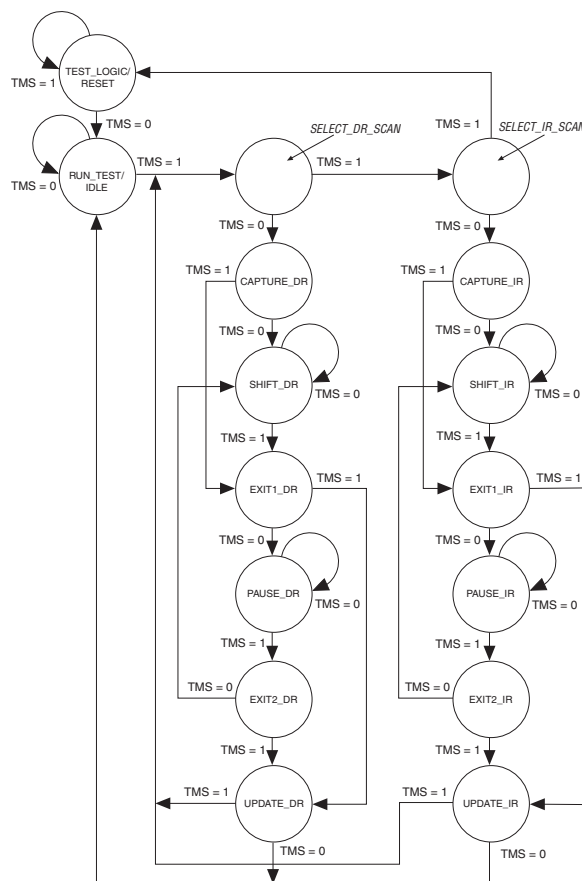 TEST_LOGIC/
RESET
TMS = 1
TMS = 0
SELECT_DR_SCAN
TMS = 1
SELECT_IR_SCAN
RUN_TEST/
IDLE
TMS = 0
TMS = 1
TMS = 1
TMS = 0
TMS = 0
TMS = 1
CAPTURE_DR
TMS = 1
CAPTURE_IR
TMS = 0
TMS = 0
SHIFT_DR
TMS = 0
SHIFT_IR
TMS = 0
TMS = 1
TMS = 1
EXIT1_DR
TMS = 1
EXIT1_IR
TMS = 1
TMS = 0
TMS = 0
PAUSE_DR
TMS = 0
PAUSE_IR
TMS = 0
TMS = 1
TMS = 1
TMS = 0
EXIT2_DR
TMS = 0
EXIT2_IR
TMS = 1
TMS = 1
TMS = 1
UPDATE_DR
TMS = 1
UPDATE_IR
TMS = 0
TMS = 0